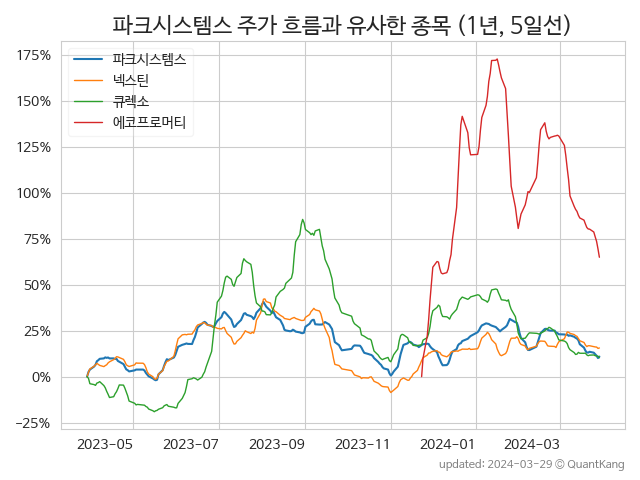 파크시스템스 주가 흐름과 유사한 종목 (1년, 5일선)
파크시스템스
넥스틴
큐렉소
에코프로머티
175%
150%
125%
100%
75%
50%
25%
0%
−25%
2023-05 2023-07 2023-09 2023-11 2024-01 2024-03
updated: 2024-03-29 © QuantKang